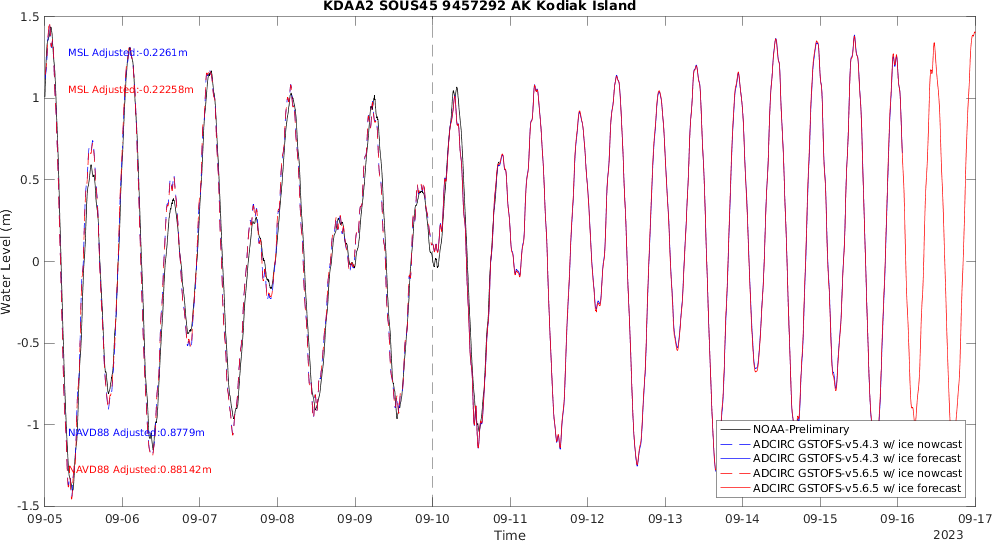 KDAA2 SOUS45 9457292 AK Kodiak Island
1.5
1
0.5
0
-0.5
-1
-1.5
Water Level (m)
MSL Adjusted:-0.2261m
MSL Adjusted:-0.22258m
NAVD88 Adjusted:0.8779m
NAVD88 Adjusted:0.88142m
NOAA-Preliminary
ADCIRC GSTOFS-v5.4.3 w/ ice nowcast
ADCIRC GSTOFS-v5.4.3 w/ ice forecast
ADCIRC GSTOFS-v5.6.5 w/ ice nowcast
ADCIRC GSTOFS-v5.6.5 w/ ice forecast
09-05 09-06 09-07 09-08 09-09 09-10 09-11 09-12 09-13 09-14 09-15 09-16 09-17
Time
2023